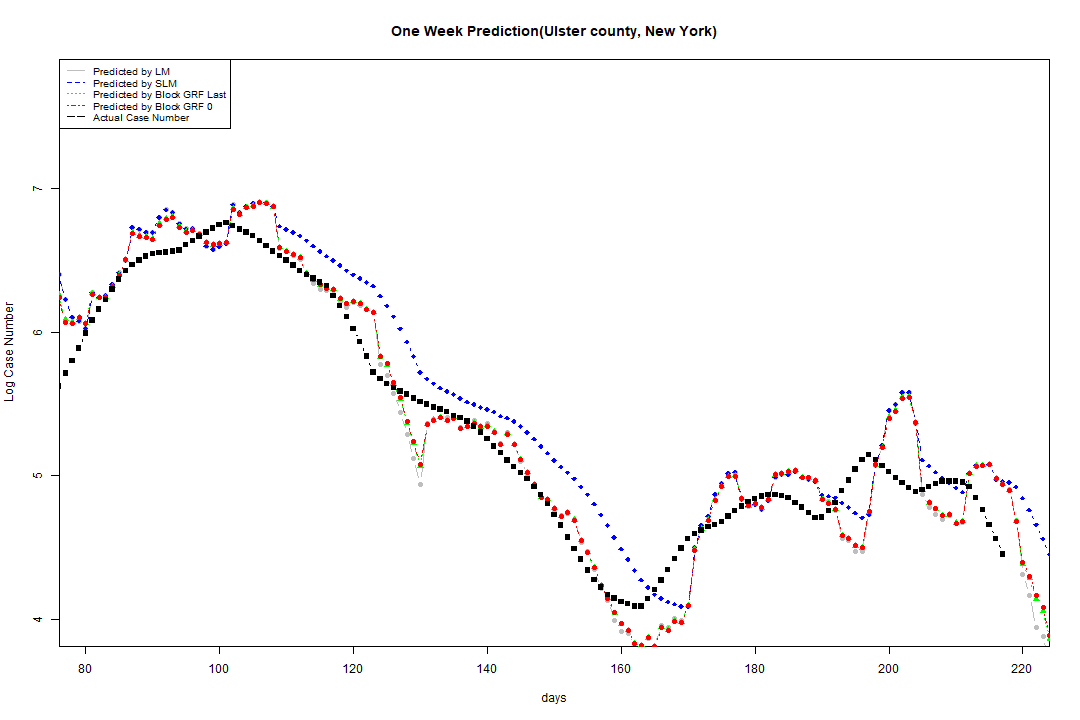 One Week Prediction(Ulster county, New York)
Predicted by LM
Predicted by SLM
Predicted by Block GRF Last
Predicted by Block GRF 0
Actual Case Number
Log Case Number
7
6
5
4
80 100 120 140 160 180 200 220
days